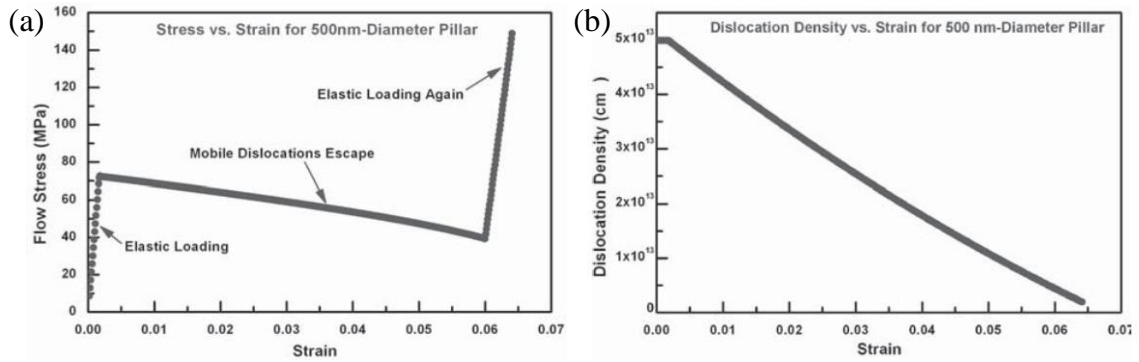 (a)
Stress vs. Strain for 500nm-Diameter Pillar
Flow Stress (MPa)
160
140
120
100
80
60
40
20
0
Elastic Loading Again
Mobile Dislocations Escape
Elastic Loading
0.00 0.01 0.02 0.03 0.04 0.05 0.06 0.07
Strain
(b)
Dislocation Density vs. Strain for 500 nm-Diameter Pillar
Dislocation Density (cm )
5x10¹³
4x10¹³
3x10¹³
2x10¹³
1x10¹³
0
0.00 0.01 0.02 0.03 0.04 0.05 0.06 0.07
Strain